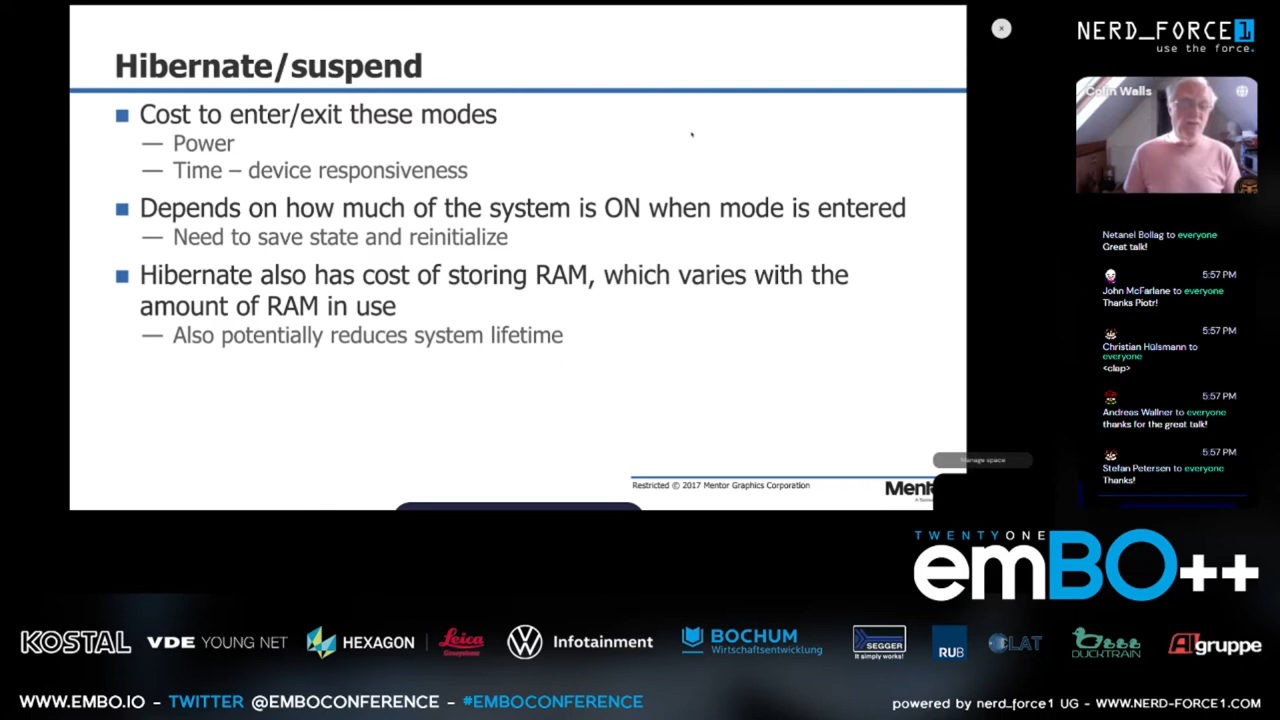 Hibernate/suspend
Cost to enter/exit these modes
— Power
— Time – device responsiveness
Depends on how much of the system is ON when mode is entered
— Need to save state and reinitialize
Hibernate also has cost of storing RAM, which varies with the
amount of RAM in use
— Also potentially reduces system lifetime
Restricted © 2017 Mentor Graphics Corporation
Ment
Manage space
NERD_FORCE1
use the force.
Colin Walls
Netanel Bollag to everyone
Great talk!
5:57 PM
John McFarlane to everyone
Thanks Piotr!
5:57 PM
Christian Hülsmann to
everyone
<clap>
5:57 PM
Andreas Wallner to everyone
thanks for the great talk!
5:57 PM
Stefan Petersen to everyone
Thanks!
TWENTYONE
emBO++
KOSTAL
VDE YOUNG NET
HEXAGON
Leica
Geosystems
Infotainment
BOCHUM
Wirtschaftsentwicklung
SEGGER
It simply works!
RUB
LAT
DUCKTRAIN
AIgruppe
WWW.EMBO.IO - TWITTER @EMBOCONFERENCE - #EMBOCONFERENCE
powered by nerd_force1 UG - WWW.NERD-FORCE1.COM